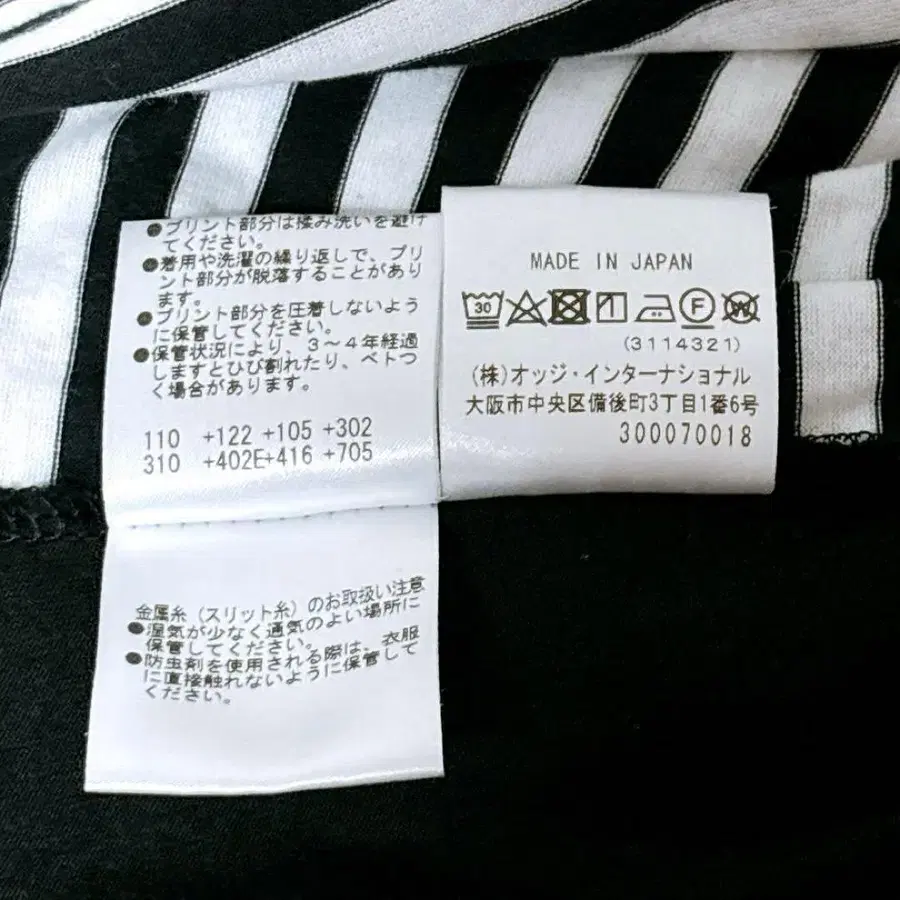 ●プリント部分は揉み洗いを避け
てください。
●着用や洗濯の繰り返しで、プリ
ント部分が脱落することがあり
ます。
●プリント部分を圧着しないよう
に保管してください。
●保管状況により、3〜4年経過
しますとひび割れたり、ベトつ
く場合があります。
110 +122 +105 +302
310 +402E+416 +705
金属糸(スリット糸)のお取扱い注意
●湿気が少なく通気のよい場所に
保管してください。
●防虫剤を使用される際は、衣服
に直接触れないように保管して
ください。
MADE IN JAPAN
30 F W
(3114321)
(株)オッジ・インターナショナル
大阪市中央区備後町3丁目1番6号
300070018